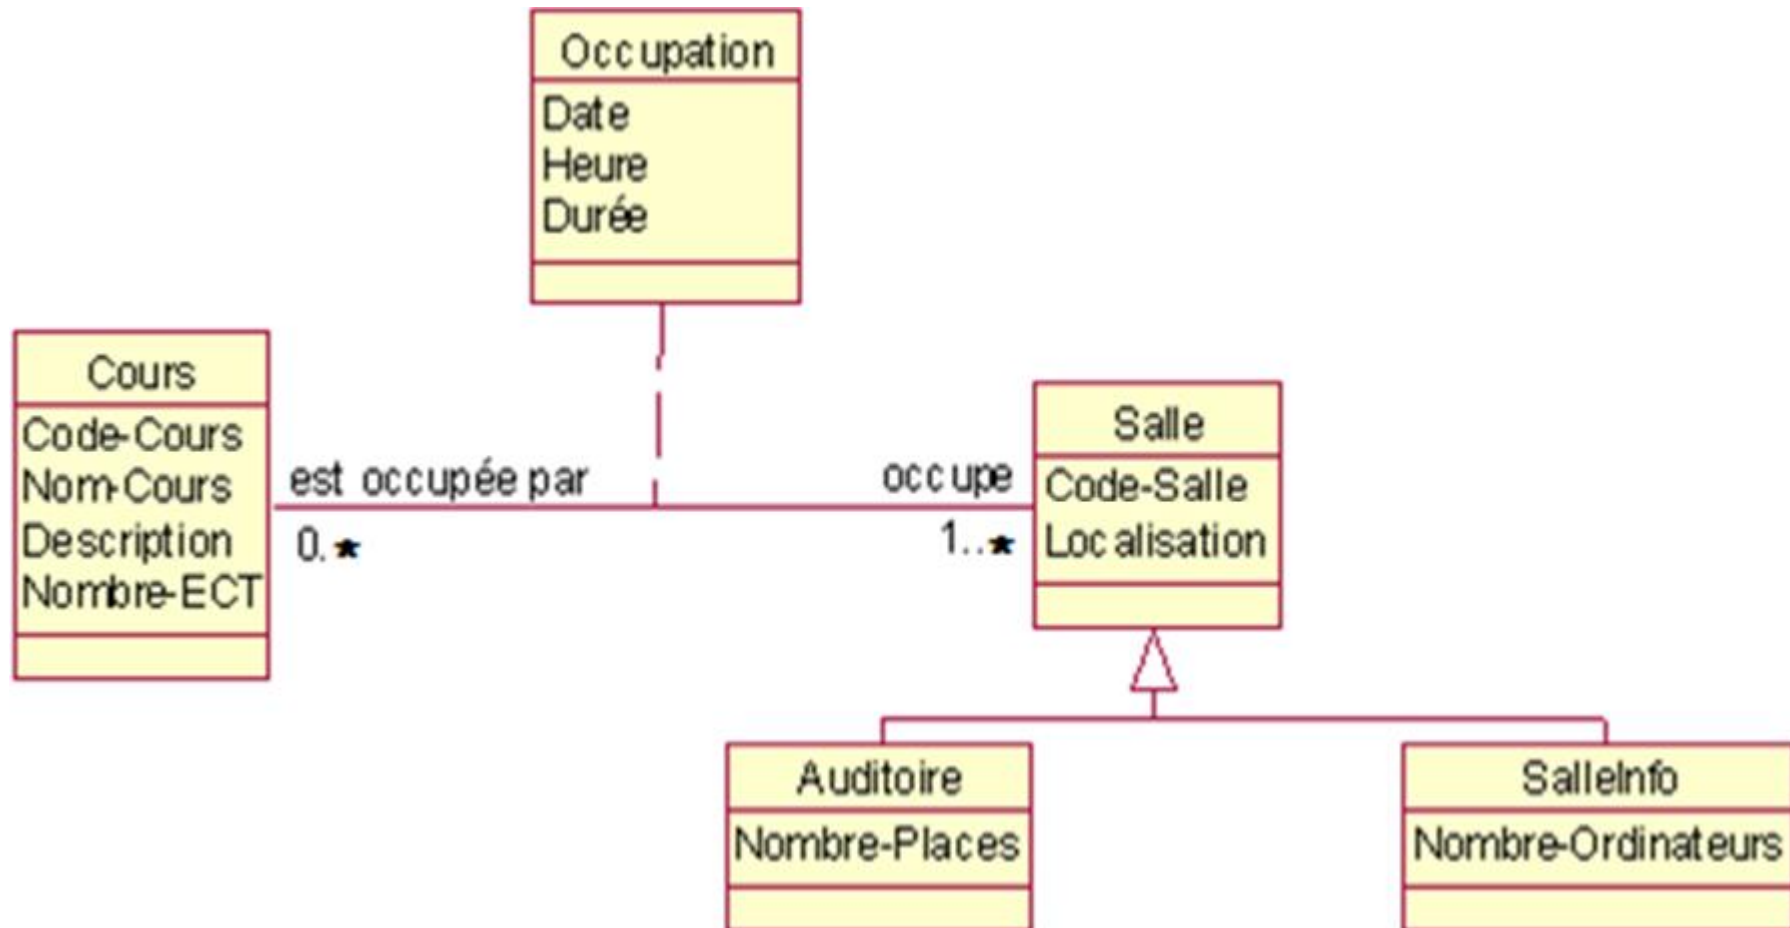 Occupation
Date
Heure
Durée
Cours
Code-Cours
Nom-Cours
Description
Nombre-ECT
est occupée par
0.*
occupe
1..*
Salle
Code-Salle
Localisation
Auditoire
Nombre-Places
SalleInfo
Nombre-Ordinateurs